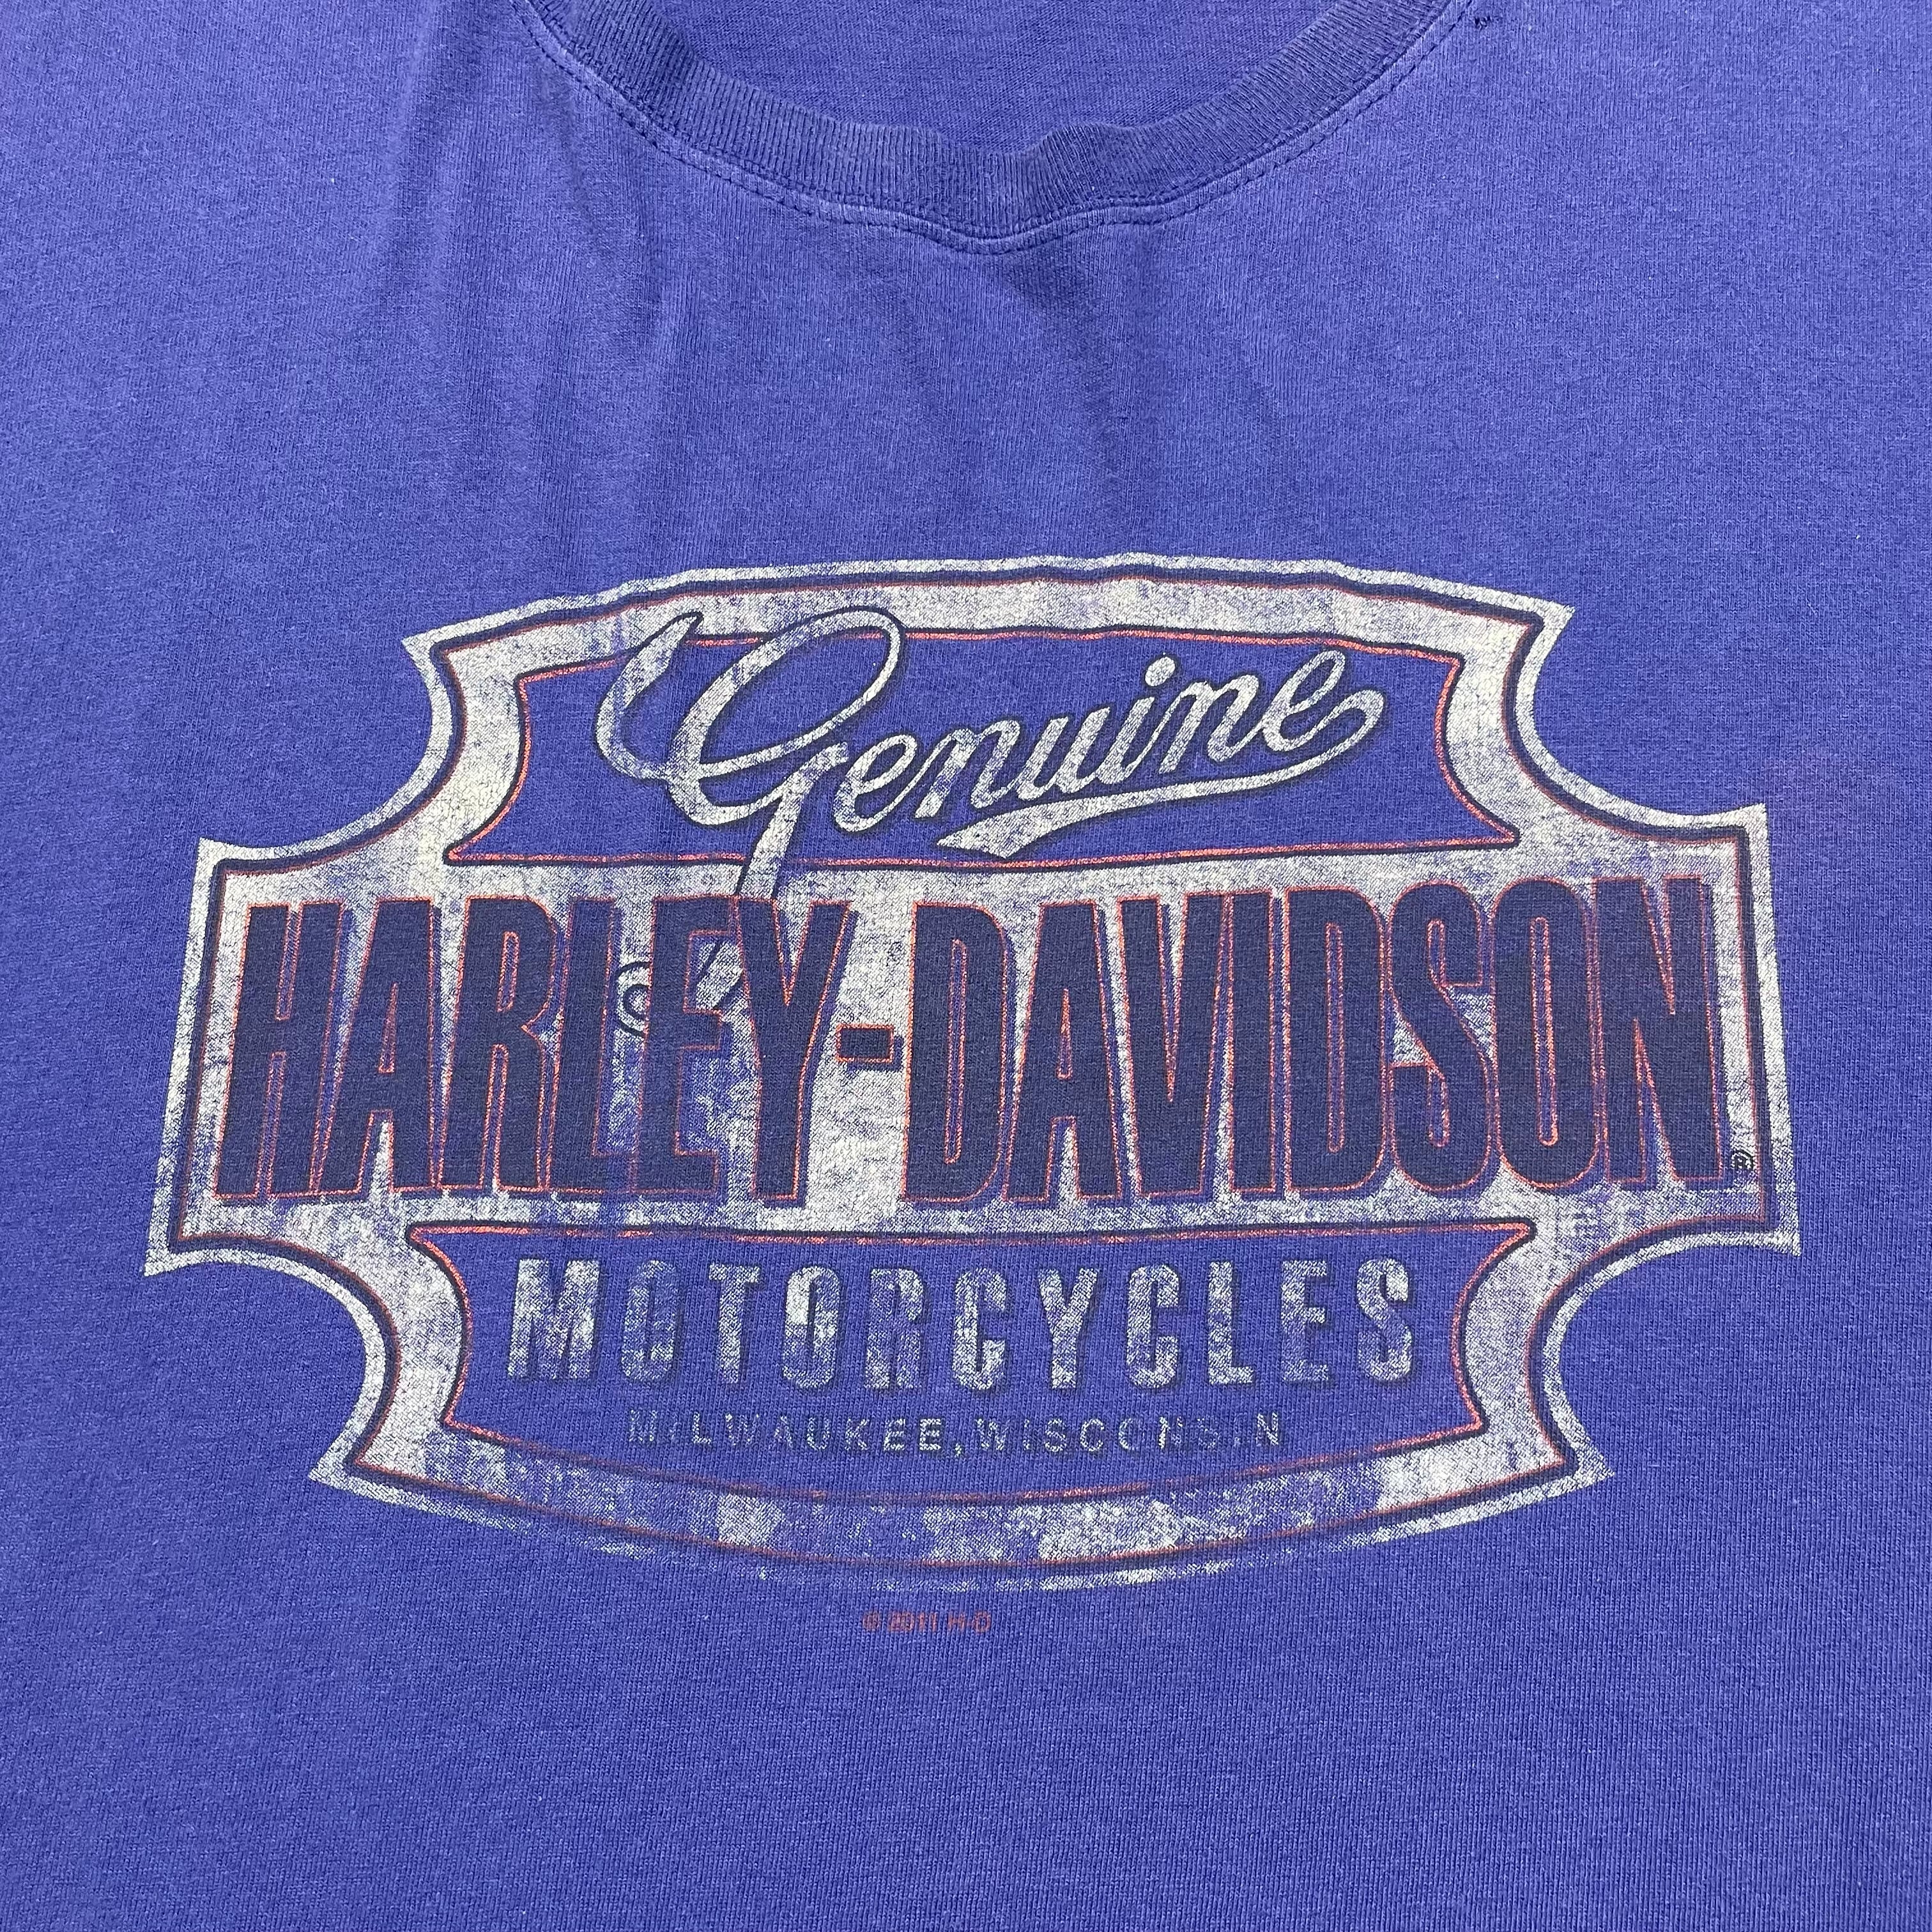 Genuine
HARLEY-DAVIDSON®
MOTORCYCLES
MILWAUKEE, WISCONSIN
© 2011 H-D